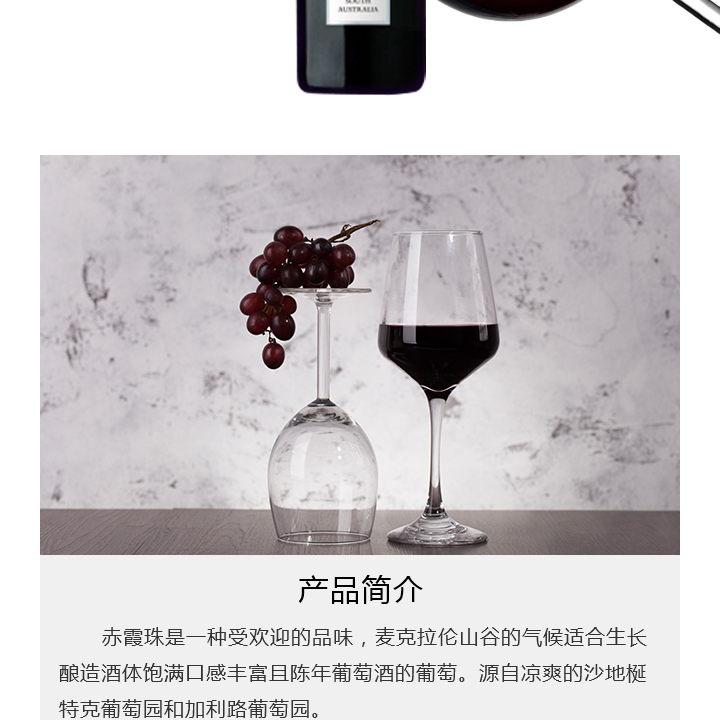 SOUTH
AUSTRALIA
产品简介
赤霞珠是一种受欢迎的品味，麦克拉伦山谷的气候适合生长
酿造酒体饱满口感丰富且陈年葡萄酒的葡萄。源自凉爽的沙地梃
特克葡萄园和加利路葡萄园。